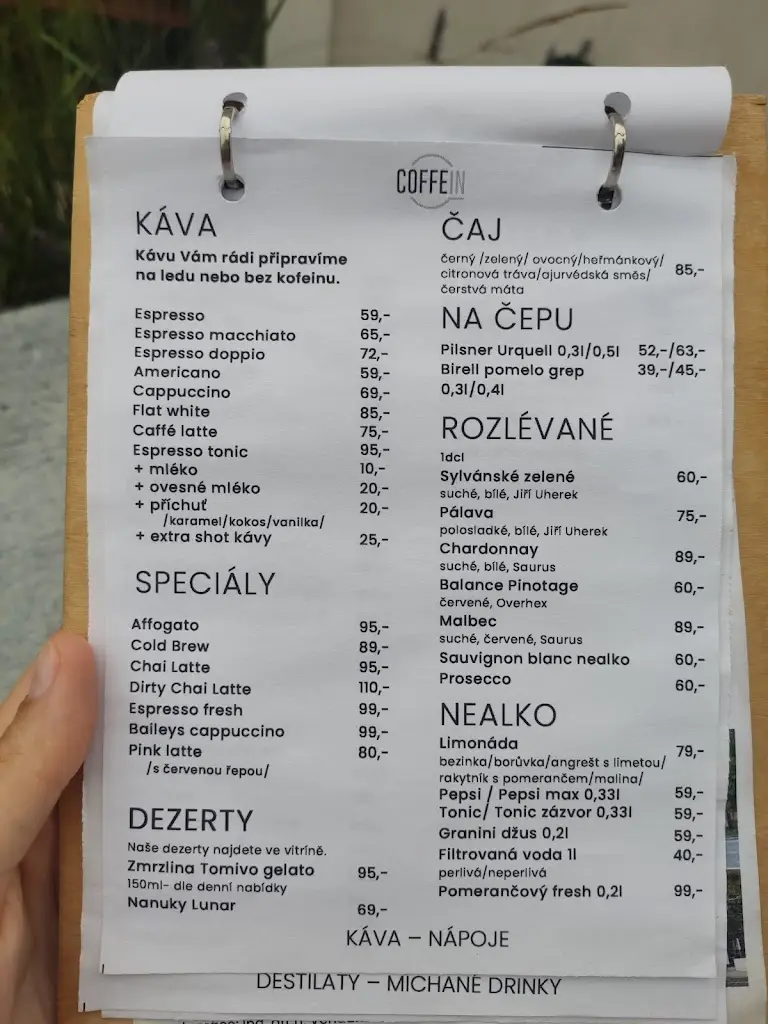 COFFEIN
KÁVA
Kávu Vám rádi připravíme
na ledu nebo bez kofeinu.
Espresso 59,-
Espresso macchiato 65,-
Espresso doppio 72,-
Americano 59,-
Cappuccino 69,-
Flat white 85,-
Caffé latte 75,-
Espresso tonic 95,-
+ mléko 10,-
+ ovesné mléko 20,-
+ příchuť 20,-
/karamel/kokos/vanilka/
+ extra shot kávy 25,-
SPECIÁLY
Affogato 95,-
Cold Brew 89,-
Chai Latte 95,-
Dirty Chai Latte 110,-
Espresso fresh 99,-
Baileys cappuccino 99,-
Pink latte 80,-
/s červenou řepou/
DEZERTY
Naše dezerty najdete ve vitríně.
Zmrzlina Tomivo gelato 95,-
150ml- dle denní nabídky
Nanuky Lunar 69,-
ČAJ
černý /zelený/ ovocný/heřmánkový/
citronová tráva/ajurvédská směs/ 85,-
čerstvá máta
NA ČEPU
Pilsner Urquell 0,3l/0,5l 52,-/63,-
Birell pomelo grep 39,-/45,-
0,3l/0,4l
ROZLÉVANÉ
1dcl
Sylvánské zelené 60,-
suché, bílé, Jiří Uherek
Pálava 75,-
polosladké, bílé, Jiří Uherek
Chardonnay 89,-
suché, bílé, Saurus
Balance Pinotage 60,-
červené, Overhex
Malbec 89,-
suché, červené, Saurus
Sauvignon blanc nealko 60,-
Prosecco 60,-
NEALKO
Limonáda 79,-
bezinka/borůvka/angrešt s limetou/
rakytník s pomerančem/malina/
Pepsi / Pepsi max 0,33l 59,-
Tonic/ Tonic zázvor 0,33l 59,-
Granini džus 0,2l 59,-
Filtrovaná voda 1l 40,-
perlivá/neperlivá
Pomerančový fresh 0,2l 99,-
KÁVA – NÁPOJE
DESTILÁTY – MÍCHANÉ DRINKY